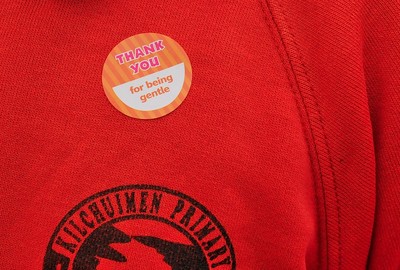 THANK
YOU
for being
gentle
KILCHUIMEN PRIMARY